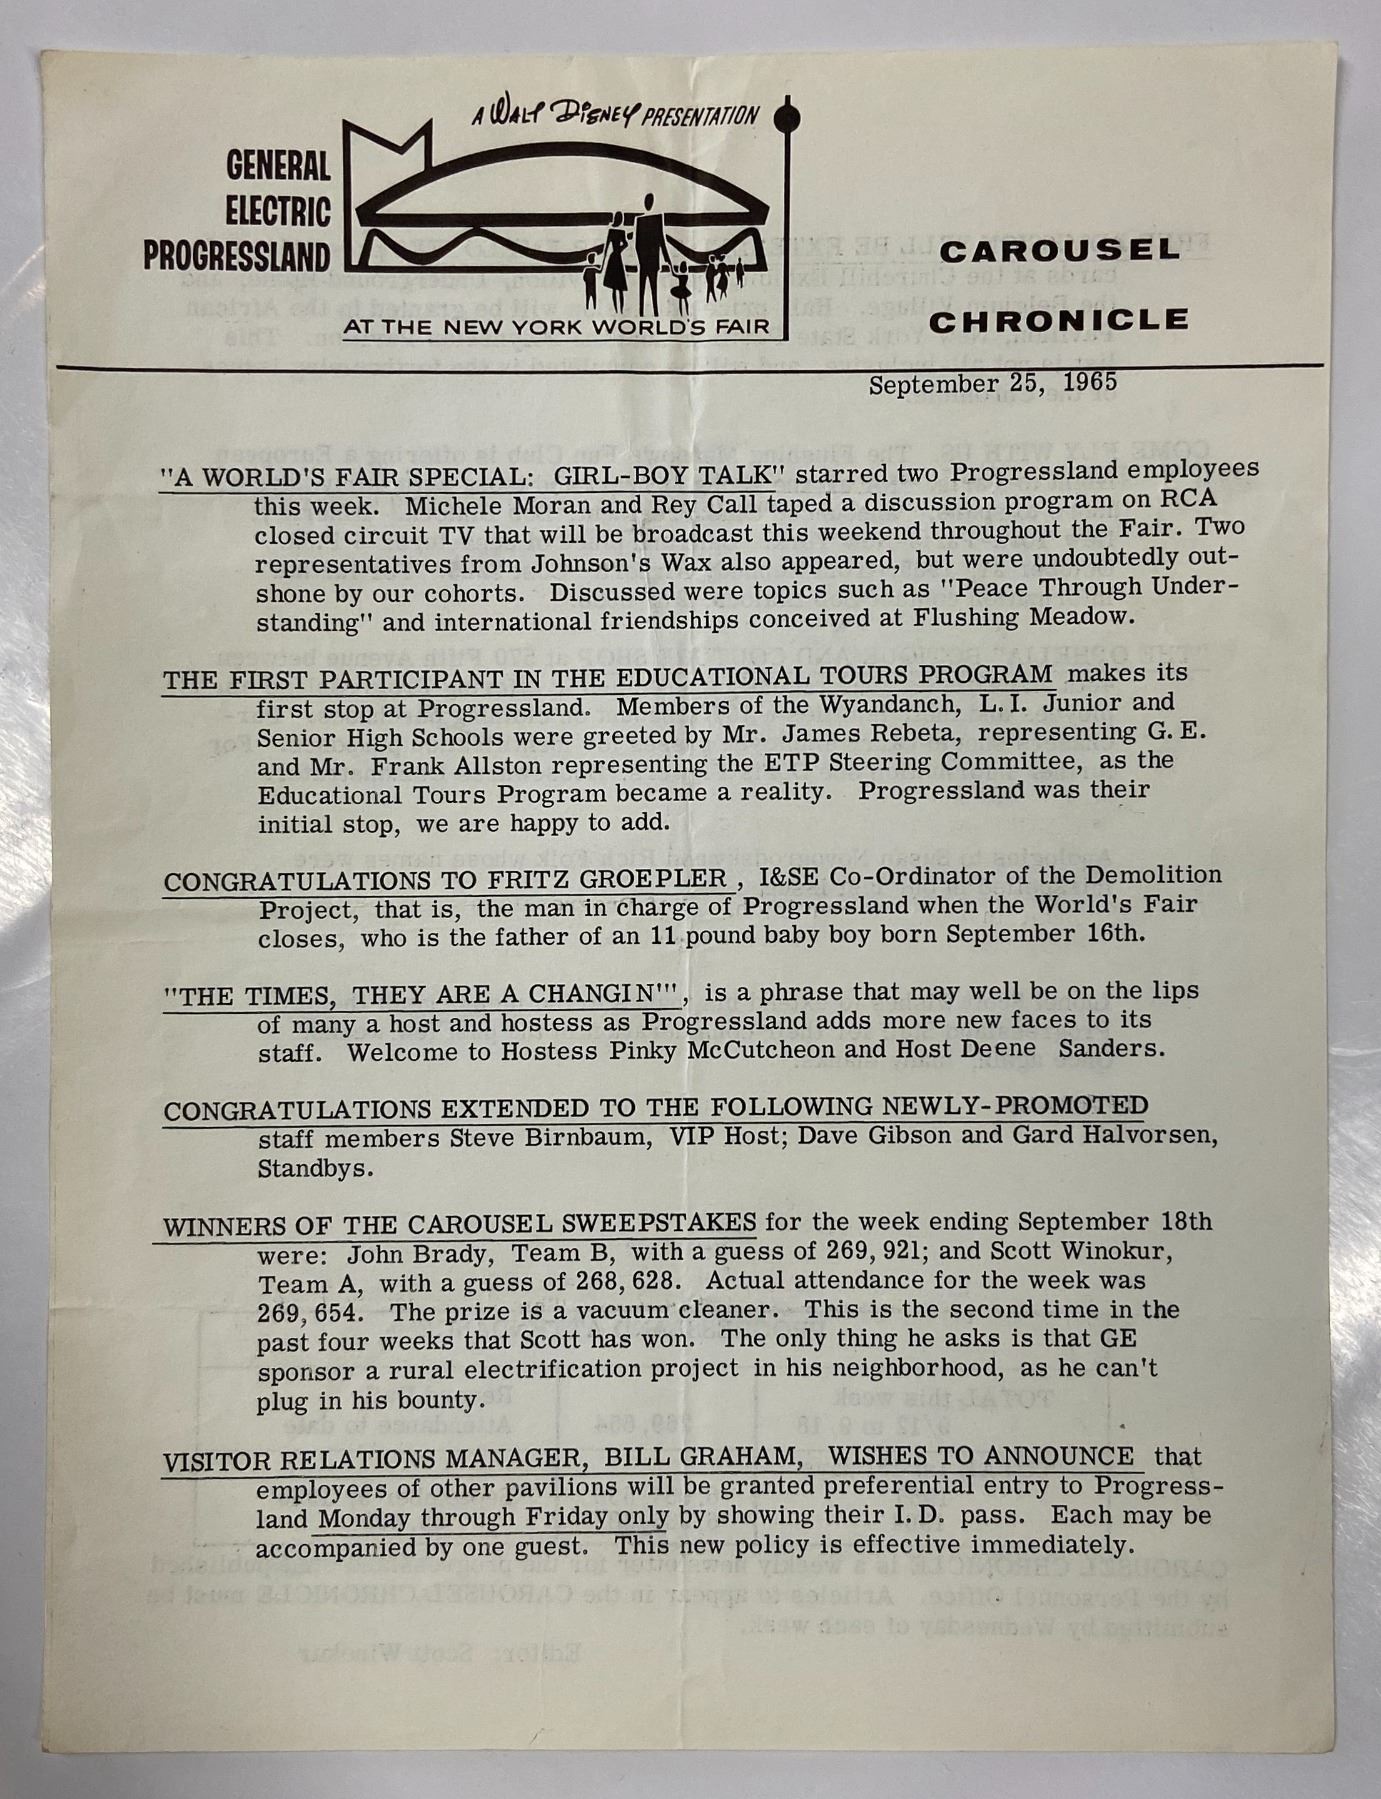 A WALT DISNEY PRESENTATION
GENERAL
ELECTRIC
PROGRESSLAND
AT THE NEW YORK WORLD'S FAIR
CAROUSEL
CHRONICLE
September 25, 1965
"A WORLD'S FAIR SPECIAL: GIRL-BOY TALK" starred two Progressland employees
this week. Michele Moran and Rey Call taped a discussion program on RCA
closed circuit TV that will be broadcast this weekend throughout the Fair. Two
representatives from Johnson's Wax also appeared, but were undoubtedly out-
shone by our cohorts. Discussed were topics such as "Peace Through Under-
standing" and international friendships conceived at Flushing Meadow.
THE FIRST PARTICIPANT IN THE EDUCATIONAL TOURS PROGRAM makes its
first stop at Progressland. Members of the Wyandanch, L. I. Junior and
Senior High Schools were greeted by Mr. James Rebeta, representing G. E.
and Mr. Frank Allston representing the ETP Steering Committee, as the
Educational Tours Program became a reality. Progressland was their
initial stop, we are happy to add.
CONGRATULATIONS TO FRITZ GROEPLER , I&SE Co-Ordinator of the Demolition
Project, that is, the man in charge of Progressland when the World's Fair
closes, who is the father of an 11 pound baby boy born September 16th.
"THE TIMES, THEY ARE A CHANGIN'", is a phrase that may well be on the lips
of many a host and hostess as Progressland adds more new faces to its
staff. Welcome to Hostess Pinky McCutcheon and Host Deene Sanders.
CONGRATULATIONS EXTENDED TO THE FOLLOWING NEWLY-PROMOTED
staff members Steve Birnbaum, VIP Host; Dave Gibson and Gard Halvorsen,
Standbys.
WINNERS OF THE CAROUSEL SWEEPSTAKES for the week ending September 18th
were: John Brady, Team B, with a guess of 269, 921; and Scott Winokur,
Team A, with a guess of 268, 628. Actual attendance for the week was
269, 654. The prize is a vacuum cleaner. This is the second time in the
past four weeks that Scott has won. The only thing he asks is that GE
sponsor a rural electrification project in his neighborhood, as he can't
plug in his bounty.
VISITOR RELATIONS MANAGER, BILL GRAHAM, WISHES TO ANNOUNCE that
employees of other pavilions will be granted preferential entry to Progress-
land Monday through Friday only by showing their I. D. pass. Each may be
accompanied by one guest. This new policy is effective immediately.